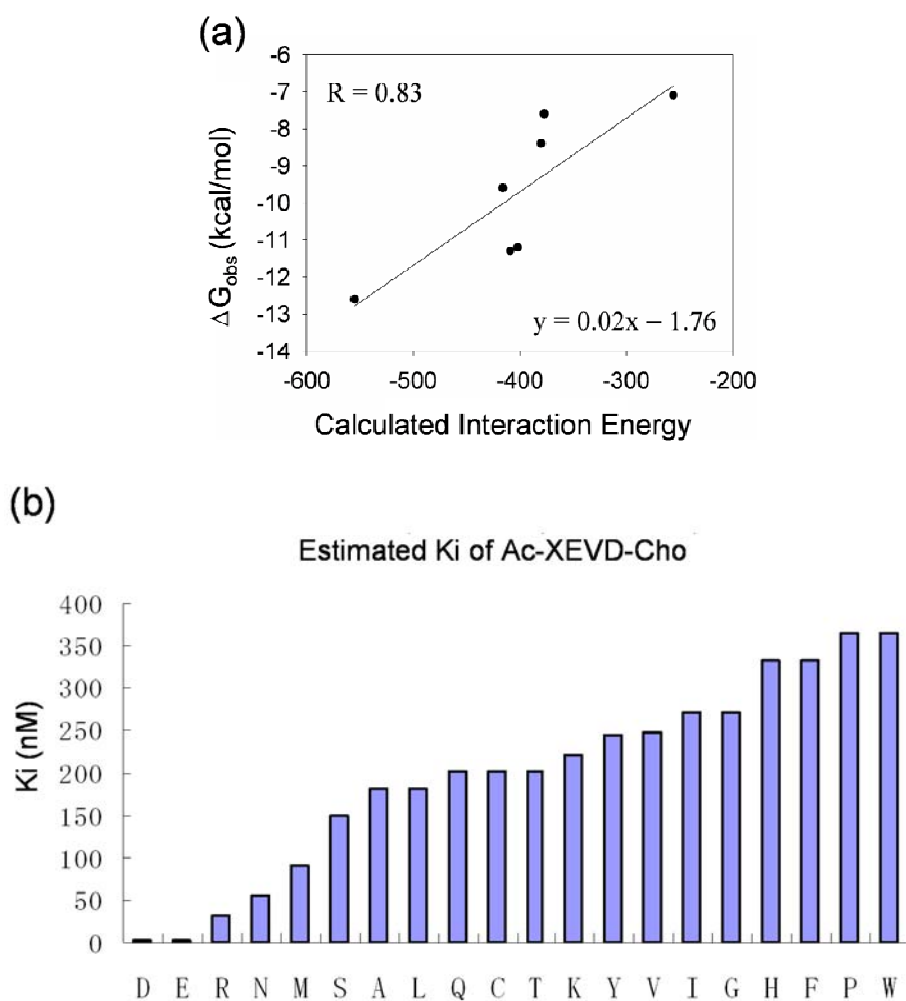 (a)
R = 0.83
y = 0.02x − 1.76
-6
-7
-8
-9
-10
-11
-12
-13
-14
ΔGobs (kcal/mol)
-600 -500 -400 -300 -200
Calculated Interaction Energy
(b)
Estimated Ki of Ac-XEVD-Cho
400
350
300
250
200
150
100
50
0
Ki (nM)
D E R N M S A L Q C T K Y V I G H F P W